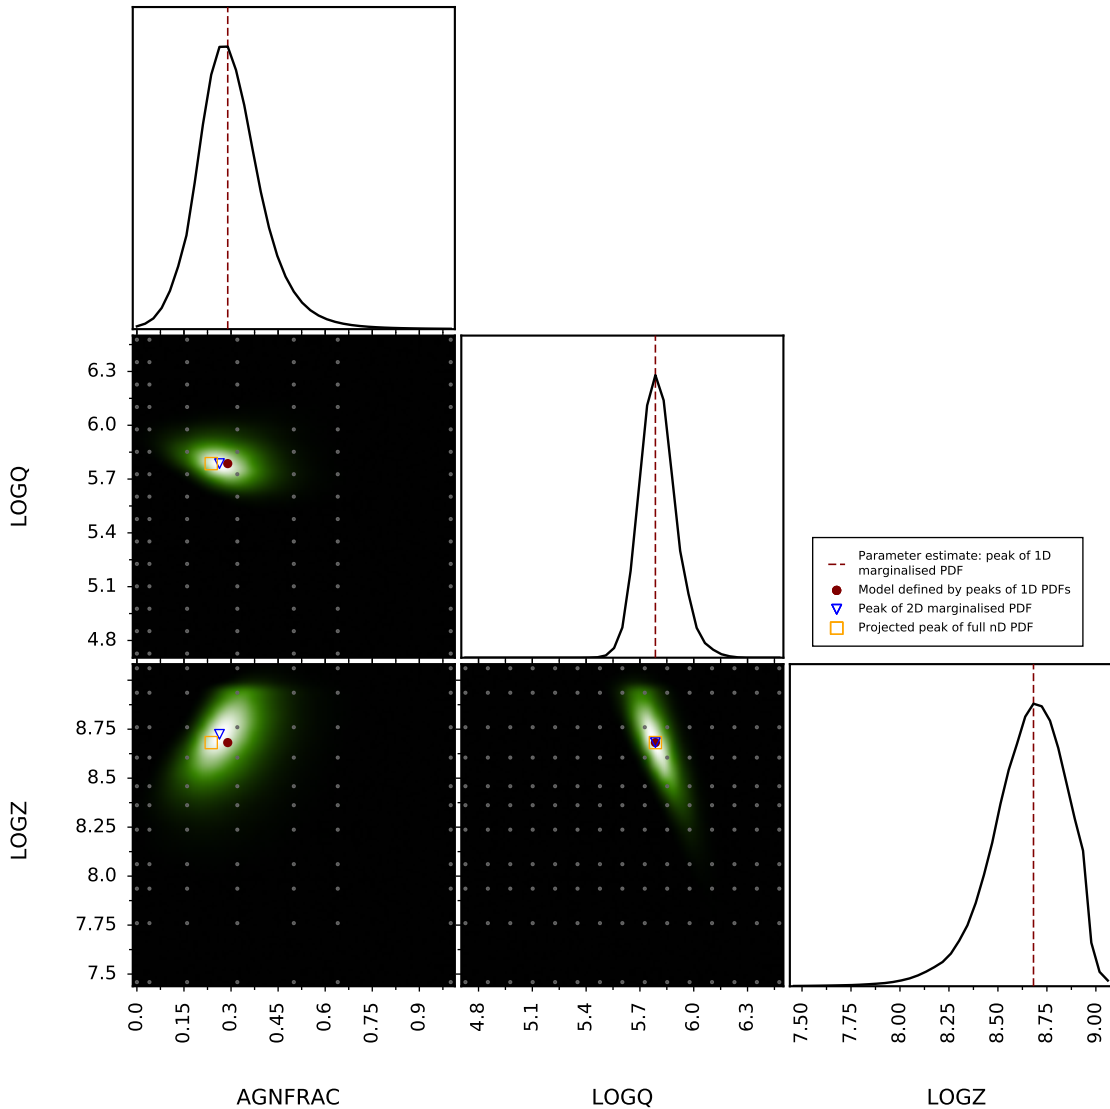 6.3
6.0
5.7
5.4
5.1
4.8
LOGQ
Parameter estimate: peak of 1D
marginalised PDF
Model defined by peaks of 1D PDFs
Peak of 2D marginalised PDF
Projected peak of full nD PDF
8.75
8.5
8.25
8.0
7.75
7.5
LOGZ
0.0 0.15 0.3 0.45 0.6 0.75 0.9
4.8 5.1 5.4 5.7 6.0 6.3
7.50 7.75 8.00 8.25 8.50 8.75 9.00
AGNFRAC LOGQ LOGZ